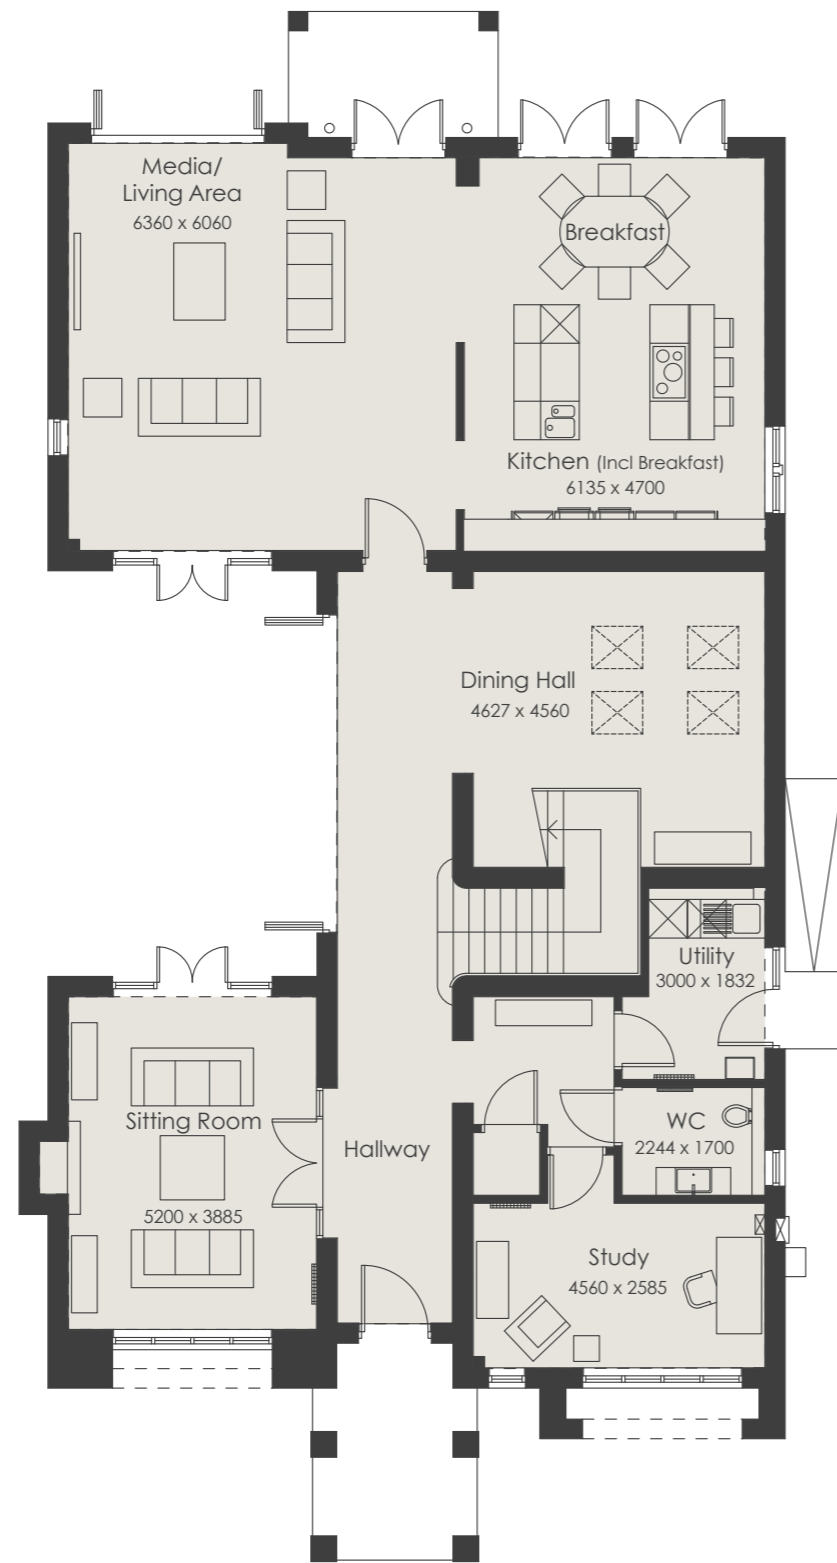 Media/
Living Area
6360 x 6060
Breakfast
Kitchen (Incl Breakfast)
6135 x 4700
Dining Hall
4627 x 4560
Utility
3000 x 1832
Sitting Room
5200 x 3885
Hallway
WC
2244 x 1700
Study
4560 x 2585